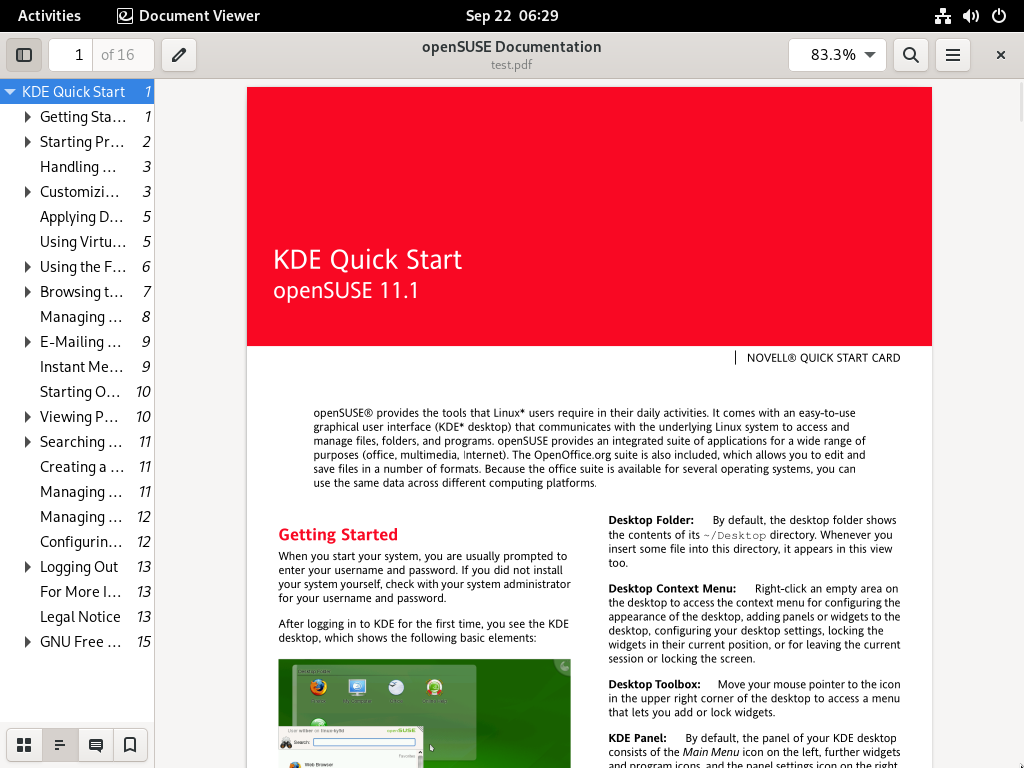 Activities
Document Viewer
Sep 22 06:29
1
of 16
openSUSE Documentation
test.pdf
83.3%
KDE Quick Start 1
Getting Sta... 1
Starting Pr... 2
Handling ... 3
Customizi... 3
Applying D... 5
Using Virtu... 5
Using the F... 6
Browsing t... 7
Managing ... 8
E-Mailing ... 9
Instant Me... 9
Starting O... 10
Viewing P... 10
Searching ... 11
Creating a ... 11
Managing ... 11
Managing ... 12
Configurin... 12
Logging Out 13
For More I... 13
Legal Notice 13
GNU Free ... 15
KDE Quick Start
openSUSE 11.1
NOVELL® QUICK START CARD
openSUSE® provides the tools that Linux* users require in their daily activities. It comes with an easy-to-use
graphical user interface (KDE* desktop) that communicates with the underlying Linux system to access and
manage files, folders, and programs. openSUSE provides an integrated suite of applications for a wide range of
purposes (office, multimedia, Internet). The OpenOffice.org suite is also included, which allows you to edit and
save files in a number of formats. Because the office suite is available for several operating systems, you can
use the same data across different computing platforms.
Getting Started
When you start your system, you are usually prompted to
enter your username and password. If you did not install
your system yourself, check with your system administrator
for your username and password.
After logging in to KDE for the first time, you see the KDE
desktop, which shows the following basic elements:
openSUSE
Search:
Web Browser
Desktop Folder: By default, the desktop folder shows
the contents of its ~/Desktop directory. Whenever you
insert some file into this directory, it appears in this view
too.
Desktop Context Menu: Right-click an empty area on
the desktop to access the context menu for configuring the
appearance of the desktop, adding panels or widgets to the
desktop, configuring your desktop settings, locking the
widgets in their current position, or for leaving the current
session or locking the screen.
Desktop Toolbox: Move your mouse pointer to the icon
in the upper right corner of the desktop to access a menu
that lets you add or lock widgets.
KDE Panel: By default, the panel of your KDE desktop
consists of the Main Menu icon on the left, further widgets
and program icons, and the panel settings icon on the right.